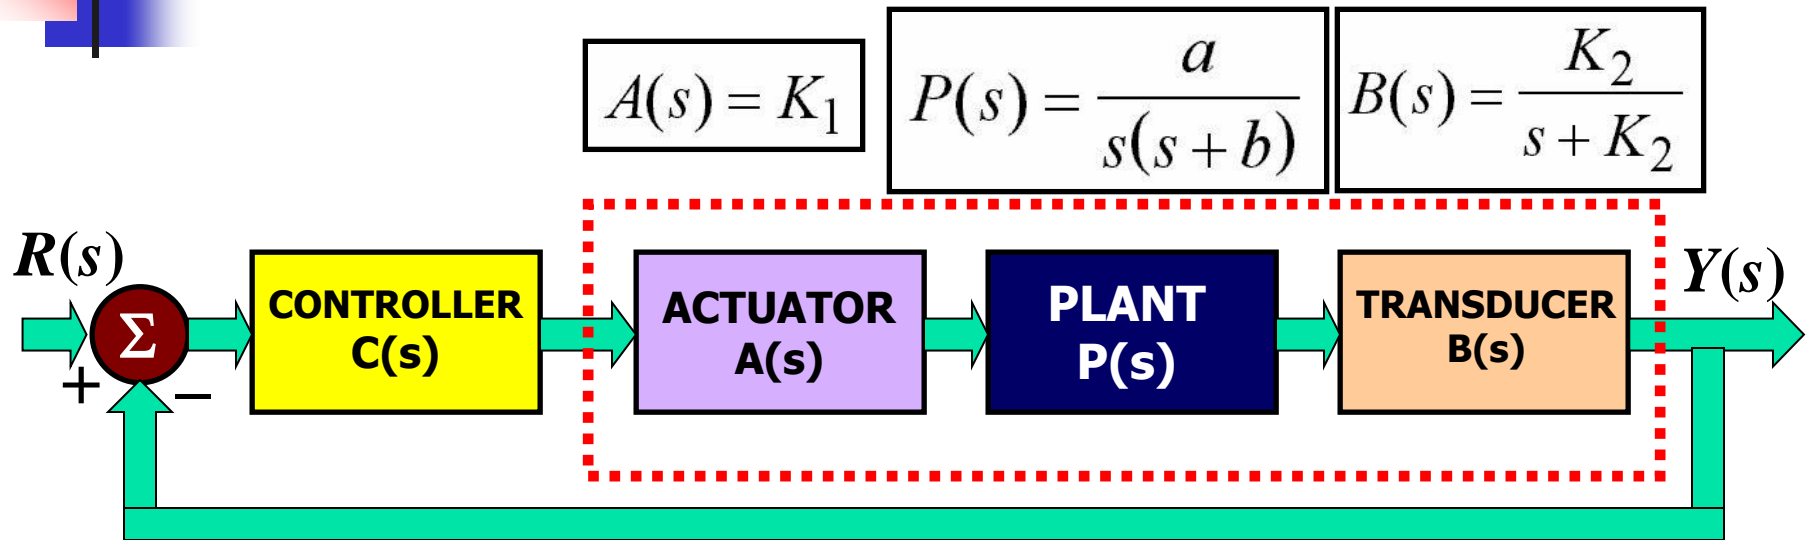 A(s) = K₁
P(s) = a / s(s + b)
B(s) = K₂ / s + K₂
R(s)
Σ
+
−
CONTROLLER
C(s)
ACTUATOR
A(s)
PLANT
P(s)
TRANSDUCER
B(s)
Y(s)